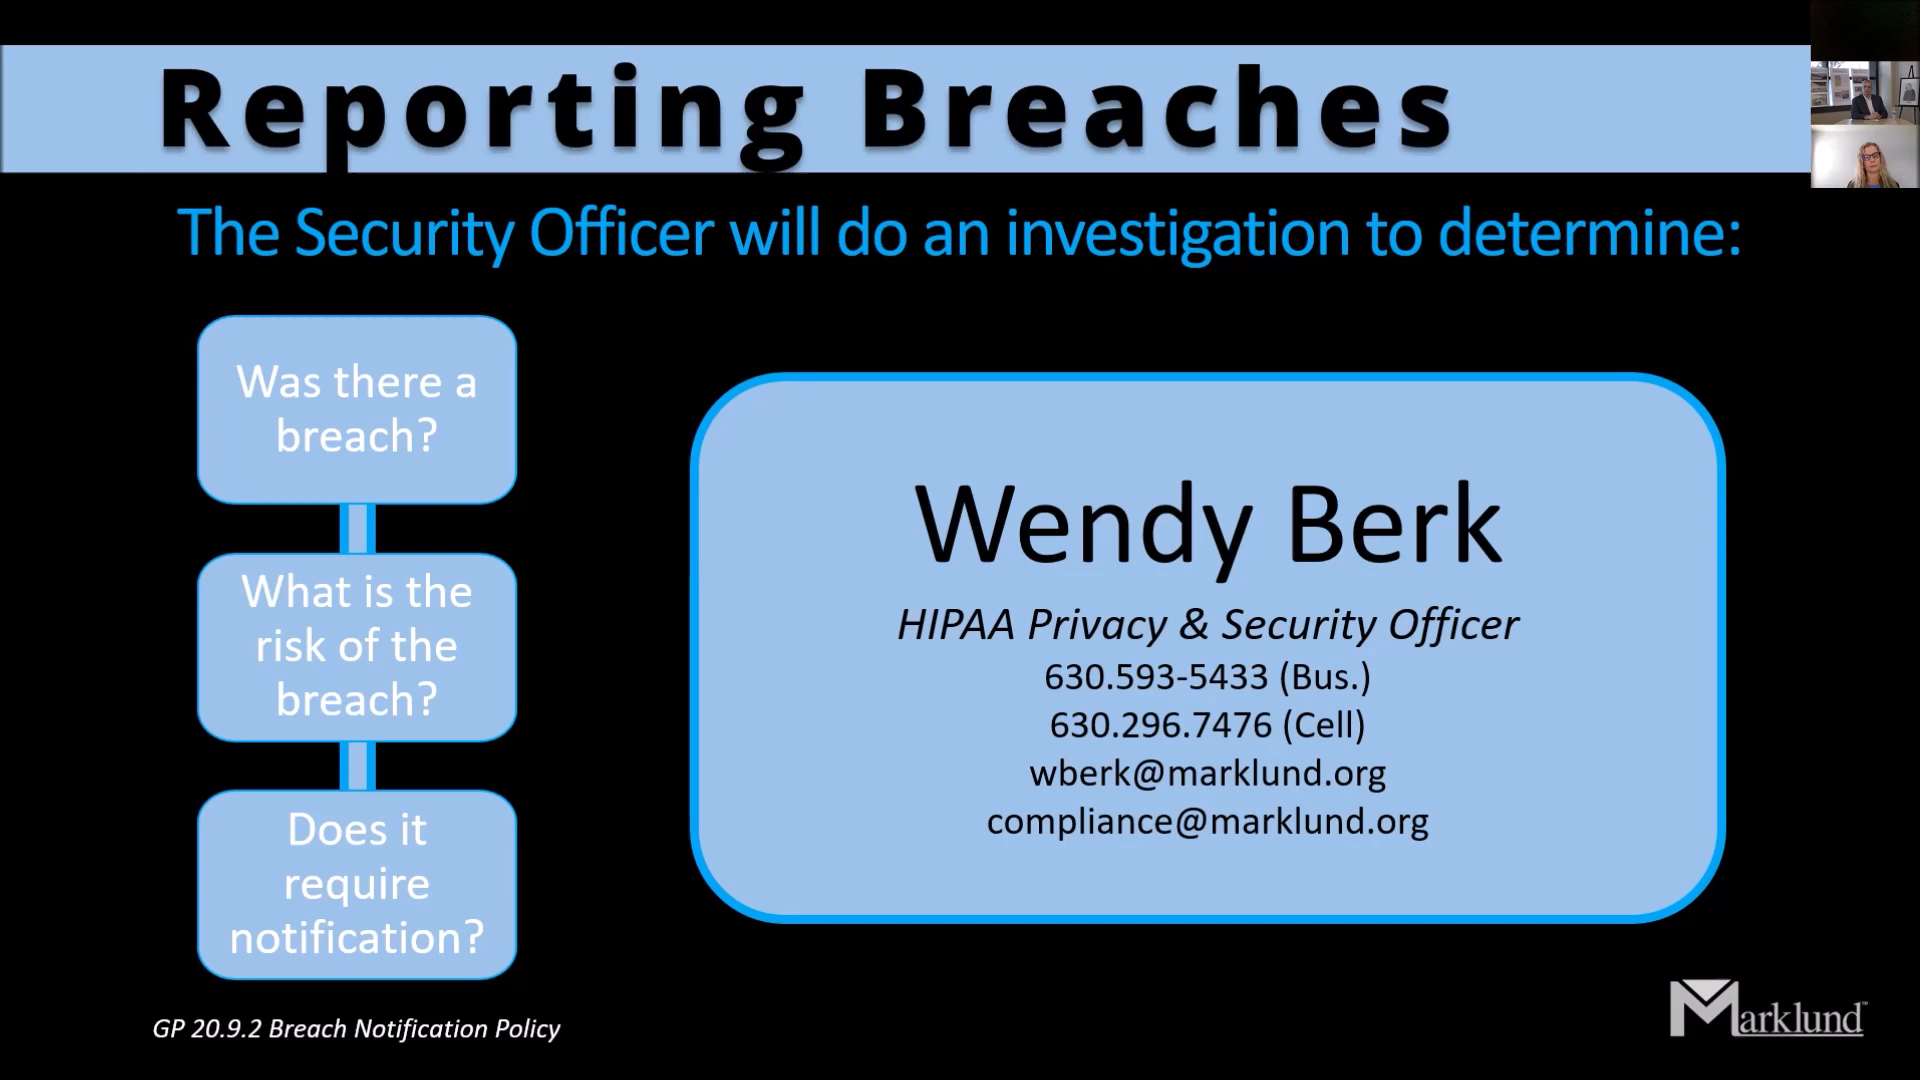 Reporting Breaches
The Security Officer will do an investigation to determine:
Was there a
breach?
What is the
risk of the
breach?
Does it
require
notification?
Wendy Berk
HIPAA Privacy & Security Officer
630.593-5433 (Bus.)
630.296.7476 (Cell)
wberk@marklund.org
compliance@marklund.org
GP 20.9.2 Breach Notification Policy
Marklund™